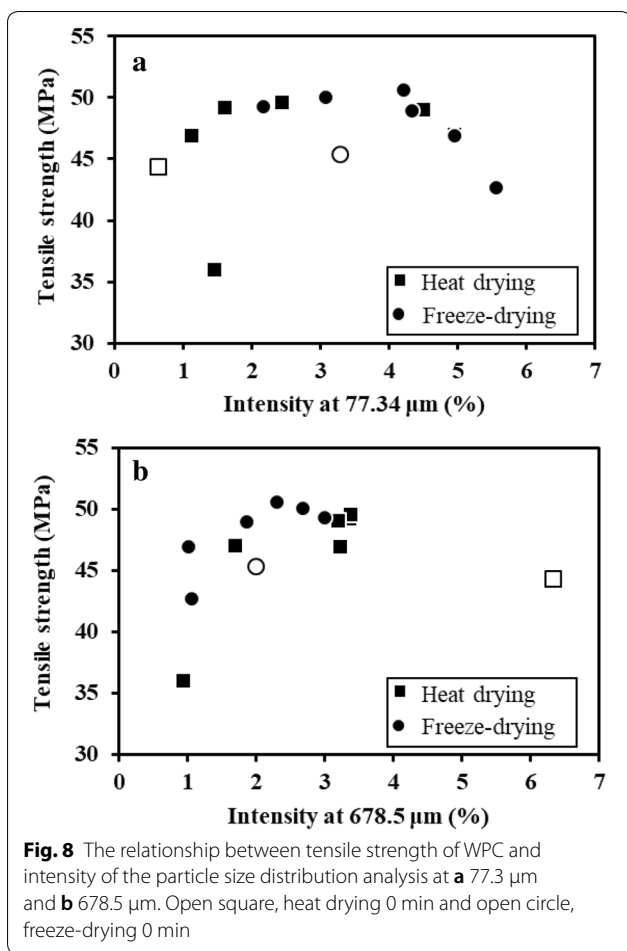 a
Tensile strength (MPa)
55
50
45
40
35
30
Heat drying
Freeze-drying
0 1 2 3 4 5 6 7
Intensity at 77.34 µm (%)
b
Tensile strength (MPa)
55
50
45
40
35
30
Heat drying
Freeze-drying
0 1 2 3 4 5 6 7
Intensity at 678.5 µm (%)
Fig. 8 The relationship between tensile strength of WPC and
intensity of the particle size distribution analysis at a 77.3 µm
and b 678.5 µm. Open square, heat drying 0 min and open circle,
freeze-drying 0 min